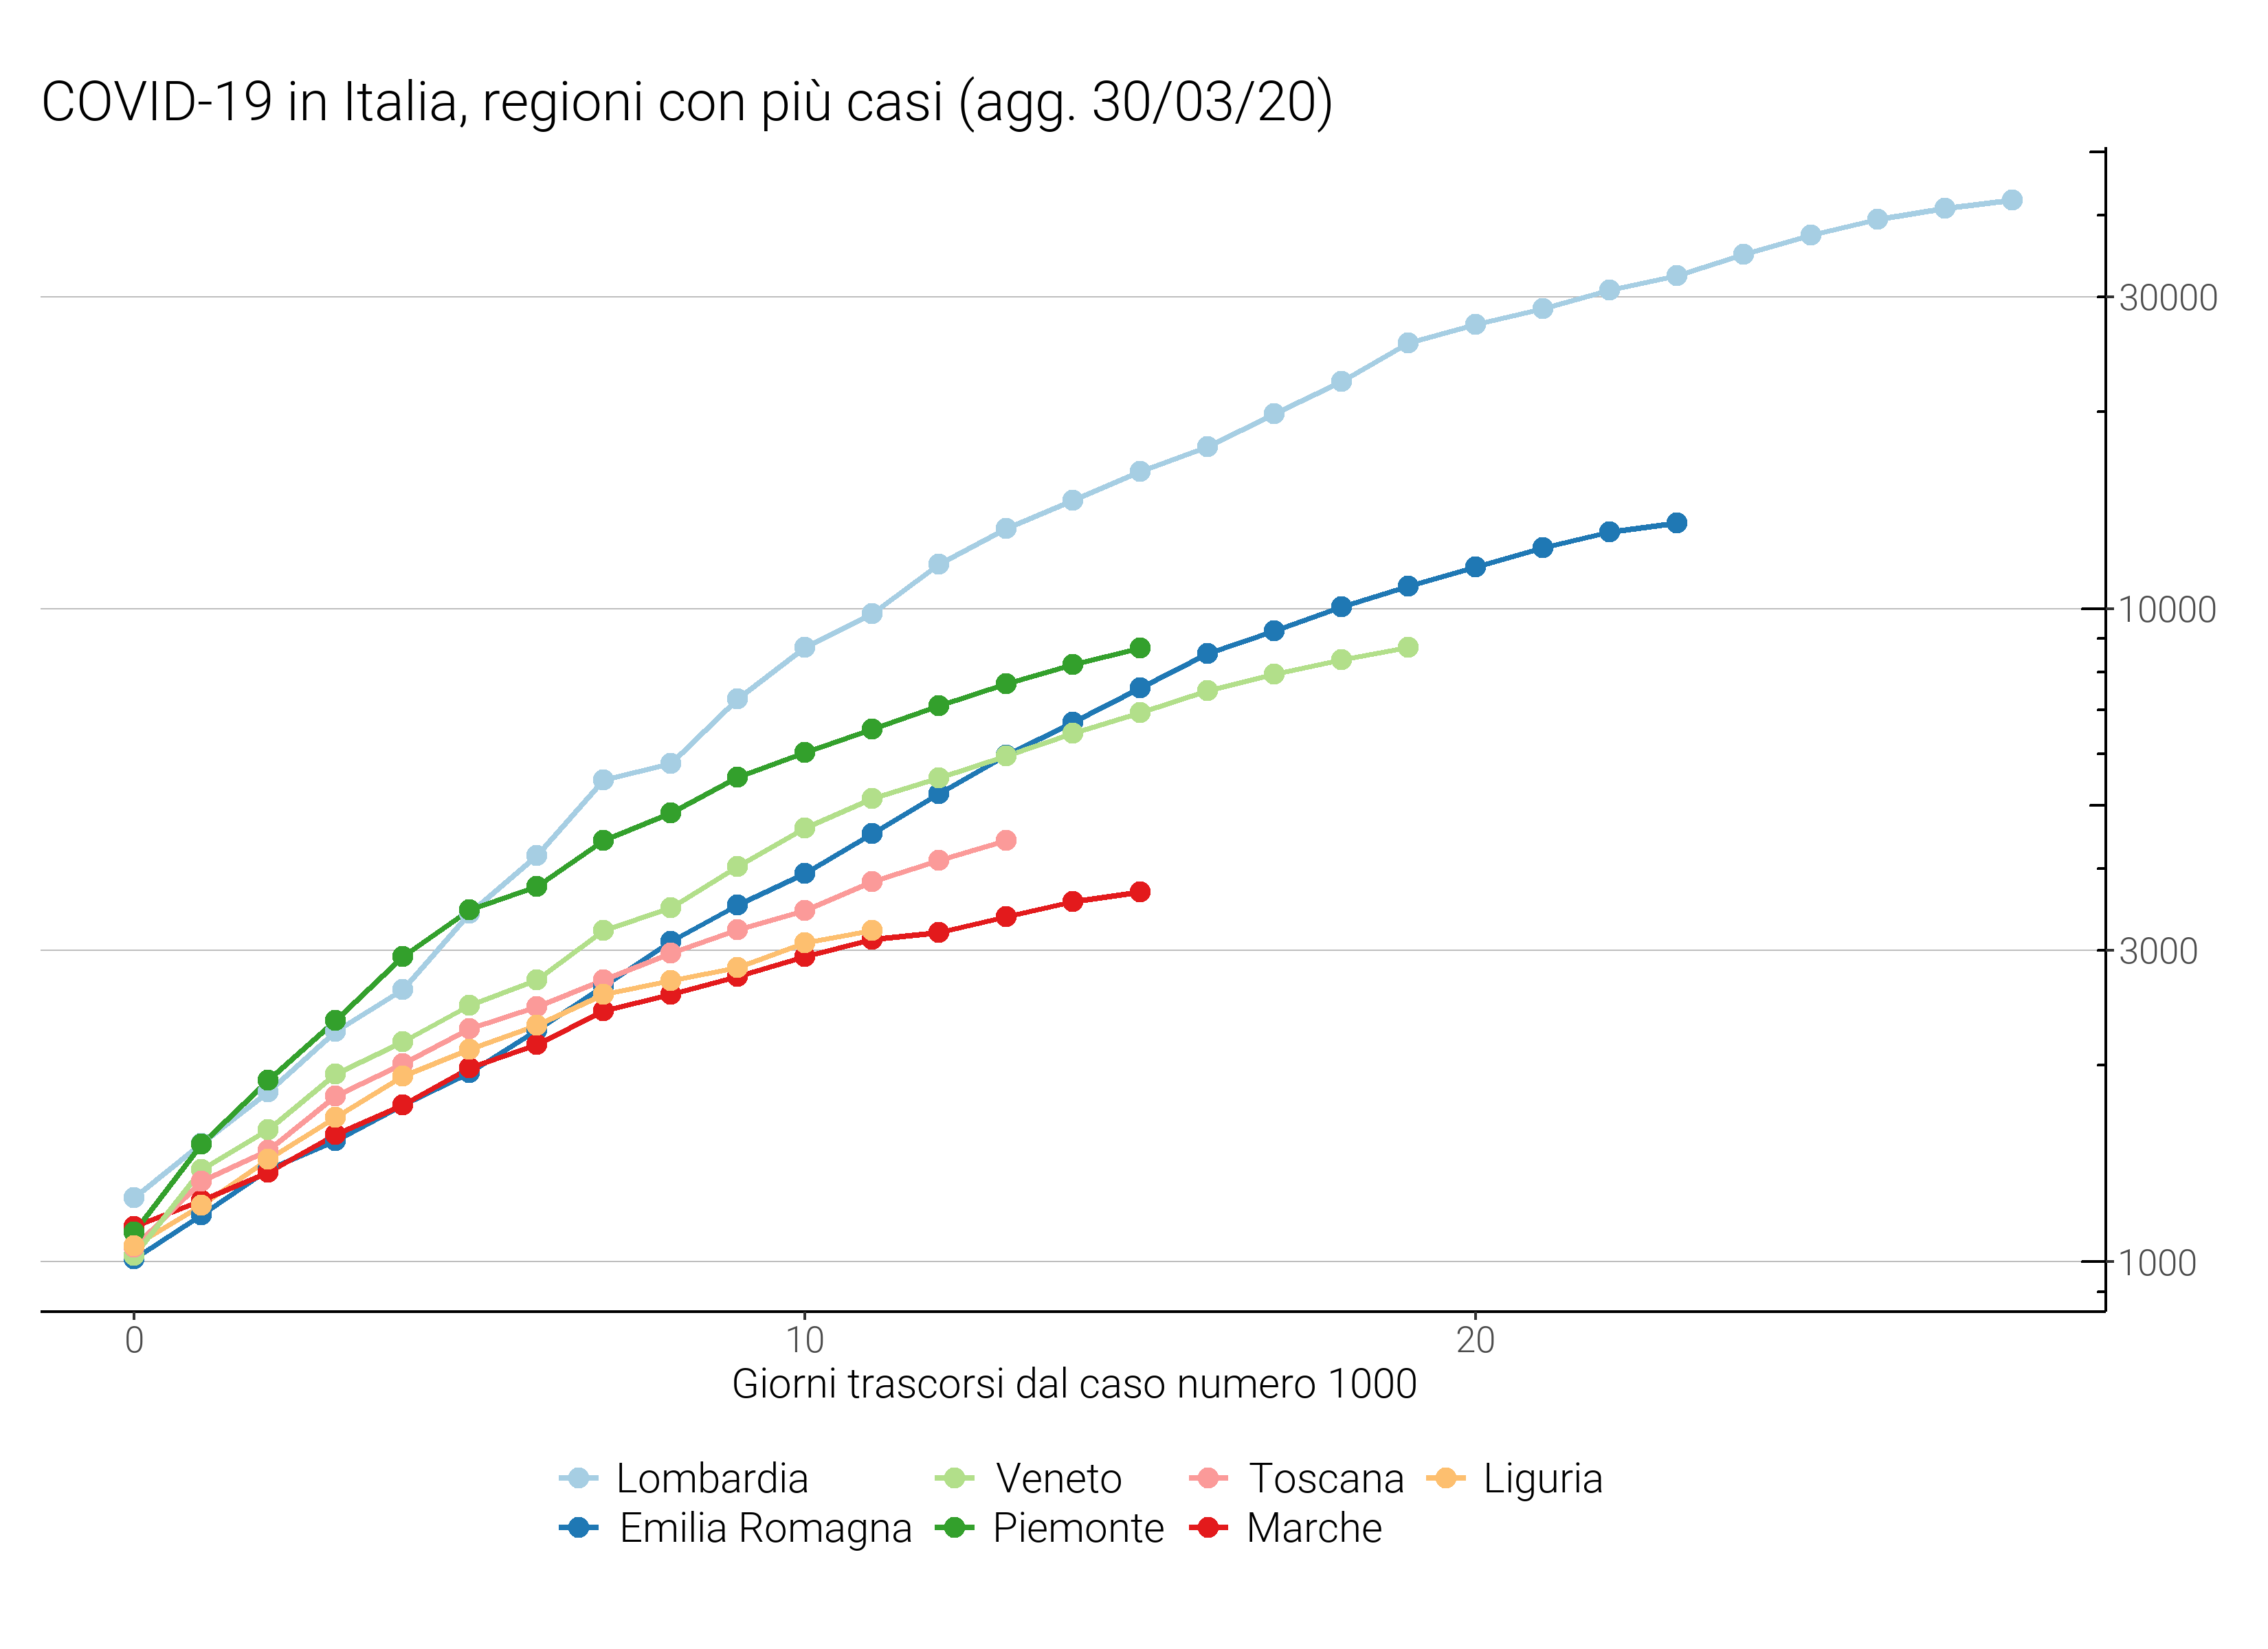 COVID-19 in Italia, regioni con più casi (agg. 30/03/20)
30000
10000
3000
1000
0 10 20
Giorni trascorsi dal caso numero 1000
Lombardia Veneto Toscana Liguria
Emilia Romagna Piemonte Marche